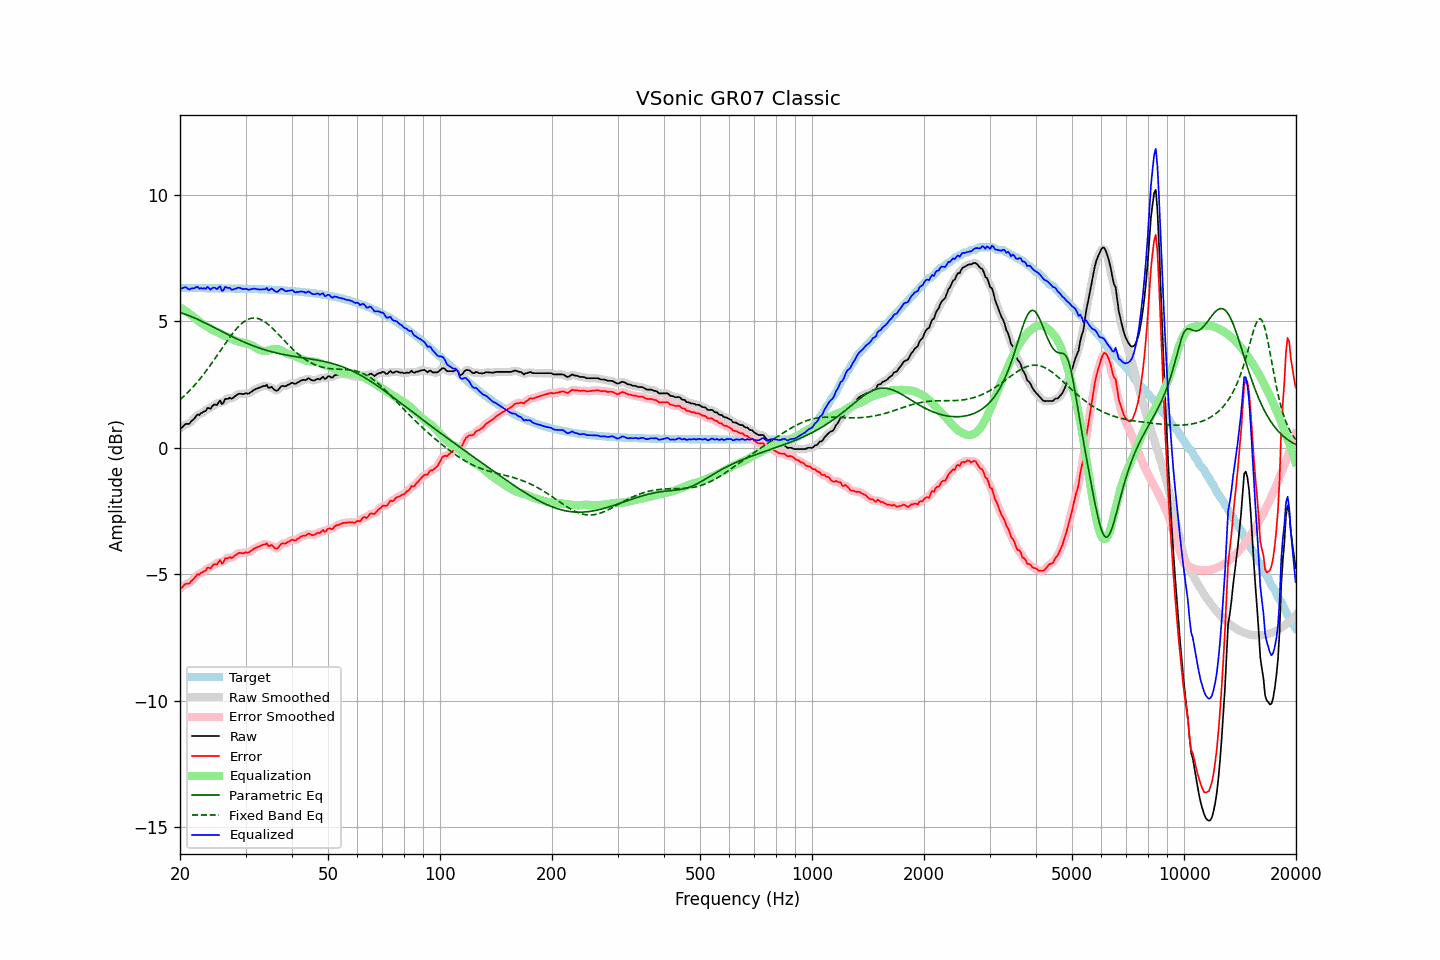 VSonic GR07 Classic
Amplitude (dBr)
10
5
0
−5
−10
−15
Target
Raw Smoothed
Error Smoothed
Raw
Error
Equalization
Parametric Eq
Fixed Band Eq
Equalized
20 50 100 200 500 1000 2000 5000 10000 20000
Frequency (Hz)